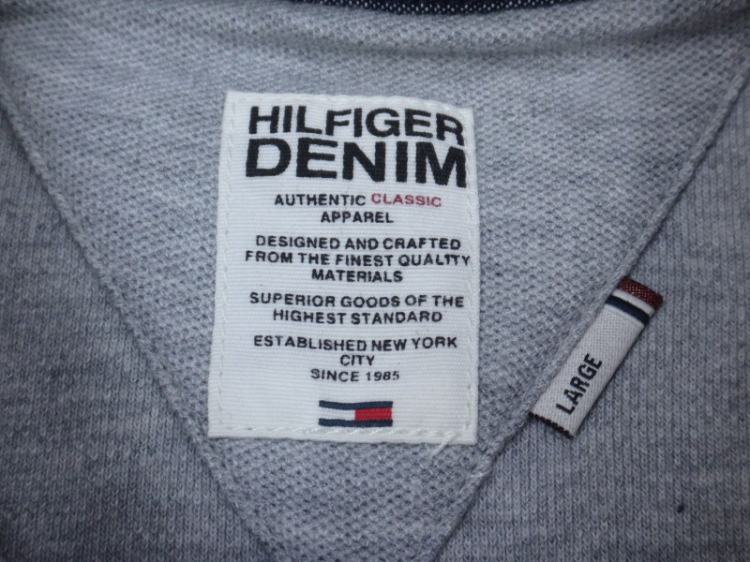 HILFIGER
DENIM
AUTHENTIC CLASSIC
APPAREL
DESIGNED AND CRAFTED
FROM THE FINEST QUALITY
MATERIALS
SUPERIOR GOODS OF THE
HIGHEST STANDARD
ESTABLISHED NEW YORK
CITY
SINCE 1985
LARGE